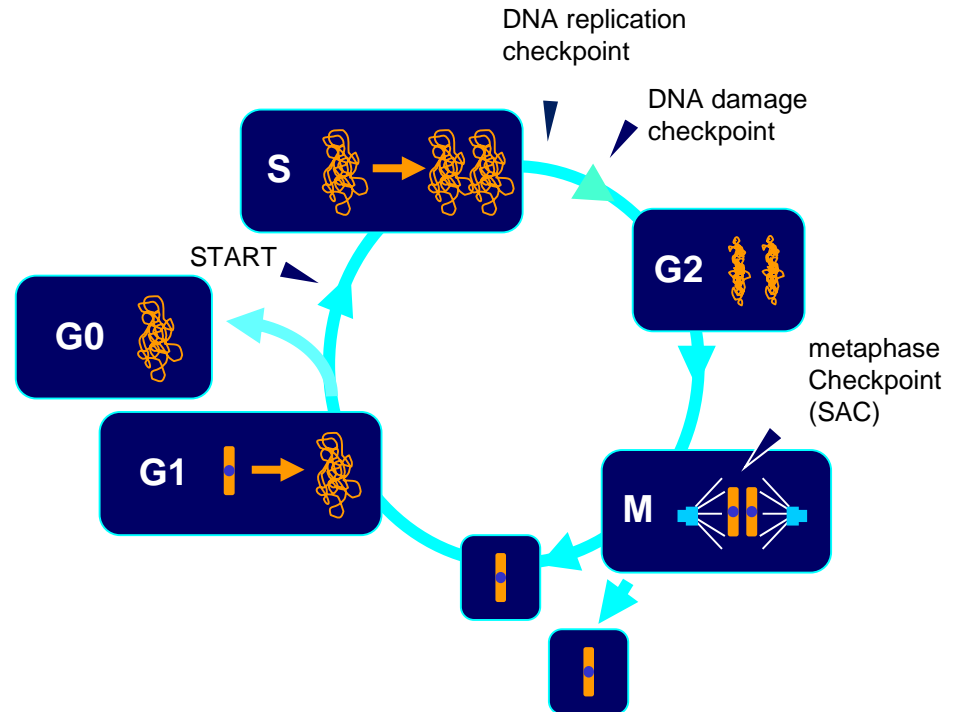 DNA replication
checkpoint
DNA damage
checkpoint
S
START
G2
G0
metaphase
Checkpoint
(SAC)
G1
M